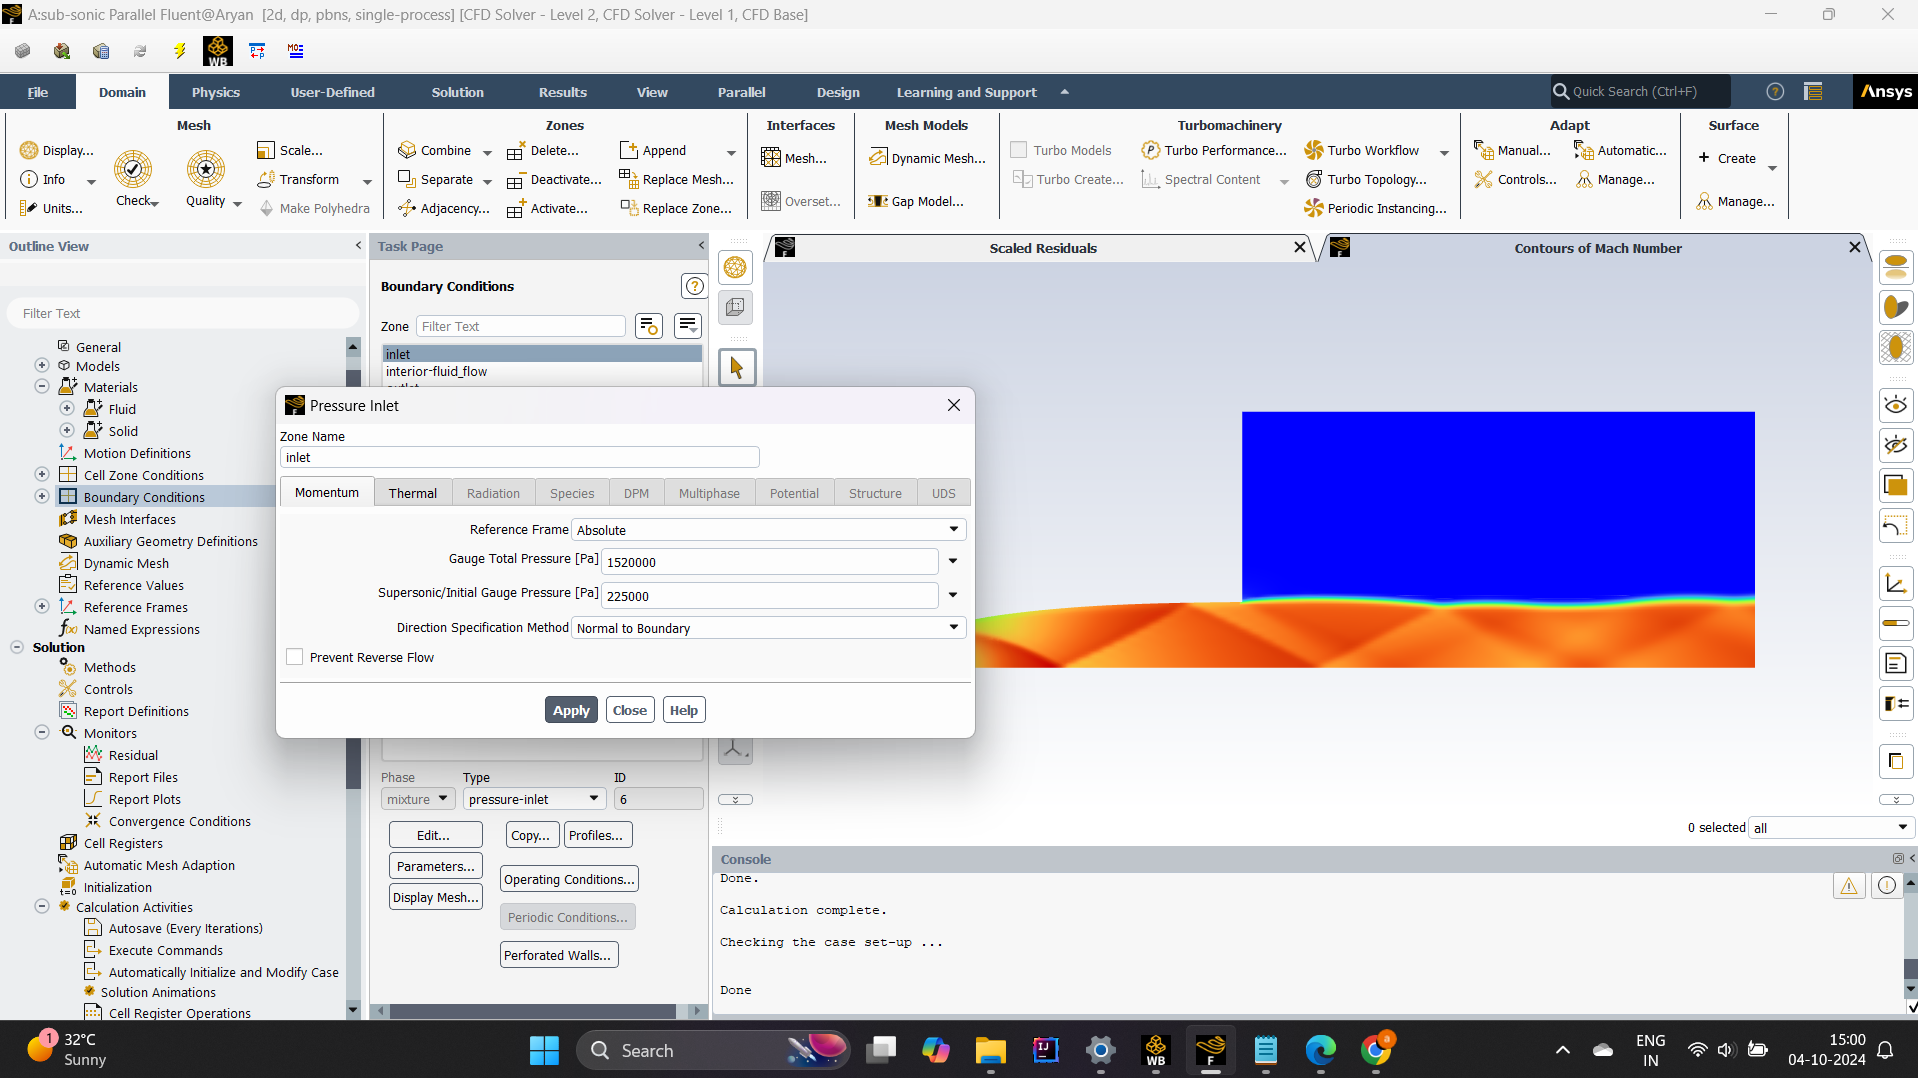 A:sub-sonic Parallel Fluent@Aryan [2d, dp, pbns, single-process] [CFD Solver - Level 2, CFD Solver - Level 1, CFD Base]
WB
File Domain Physics User-Defined Solution Results View Parallel Design Learning and Support Quick Search (Ctrl+F) Ansys
Mesh Zones Interfaces Mesh Models Turbomachinery Adapt Surface
Display... Scale... Combine Delete... Append Mesh... Dynamic Mesh... Turbo Models Turbo Performance... Turbo Workflow Manual... Automatic... Create
Info Check Quality Transform Separate Deactivate... Replace Mesh... Turbo Create... Spectral Content Turbo Topology... Controls... Manage...
Units... Make Polyhedra Adjacency... Activate... Replace Zone... Overset... Gap Model... Periodic Instancing... Manage...
Outline View
Filter Text
General
Models
Materials
Fluid
Solid
Motion Definitions
Cell Zone Conditions
Boundary Conditions
Mesh Interfaces
Auxiliary Geometry Definitions
Dynamic Mesh
Reference Values
Reference Frames
Named Expressions
Solution
Methods
Controls
Report Definitions
Monitors
Residual
Report Files
Report Plots
Convergence Conditions
Cell Registers
Automatic Mesh Adaption
Initialization
Calculation Activities
Autosave (Every Iterations)
Execute Commands
Automatically Initialize and Modify Case
Solution Animations
Cell Register Operations
Task Page
Boundary Conditions
Zone Filter Text
inlet
interior-fluid_flow
Pressure Inlet
Zone Name
inlet
Momentum Thermal Radiation Species DPM Multiphase Potential Structure UDS
Reference Frame Absolute
Gauge Total Pressure [Pa] 1520000
Supersonic/Initial Gauge Pressure [Pa] 225000
Direction Specification Method Normal to Boundary
Prevent Reverse Flow
Apply Close Help
Phase Type ID
mixture pressure-inlet 6
Edit... Copy... Profiles...
Parameters... Operating Conditions...
Display Mesh... Periodic Conditions...
Perforated Walls...
Scaled Residuals
Contours of Mach Number
0 selected all
Console
Done.
Calculation complete.
Checking the case set-up ...
Done
1
32°C
Sunny
Search
ENG
IN
15:00
04-10-2024